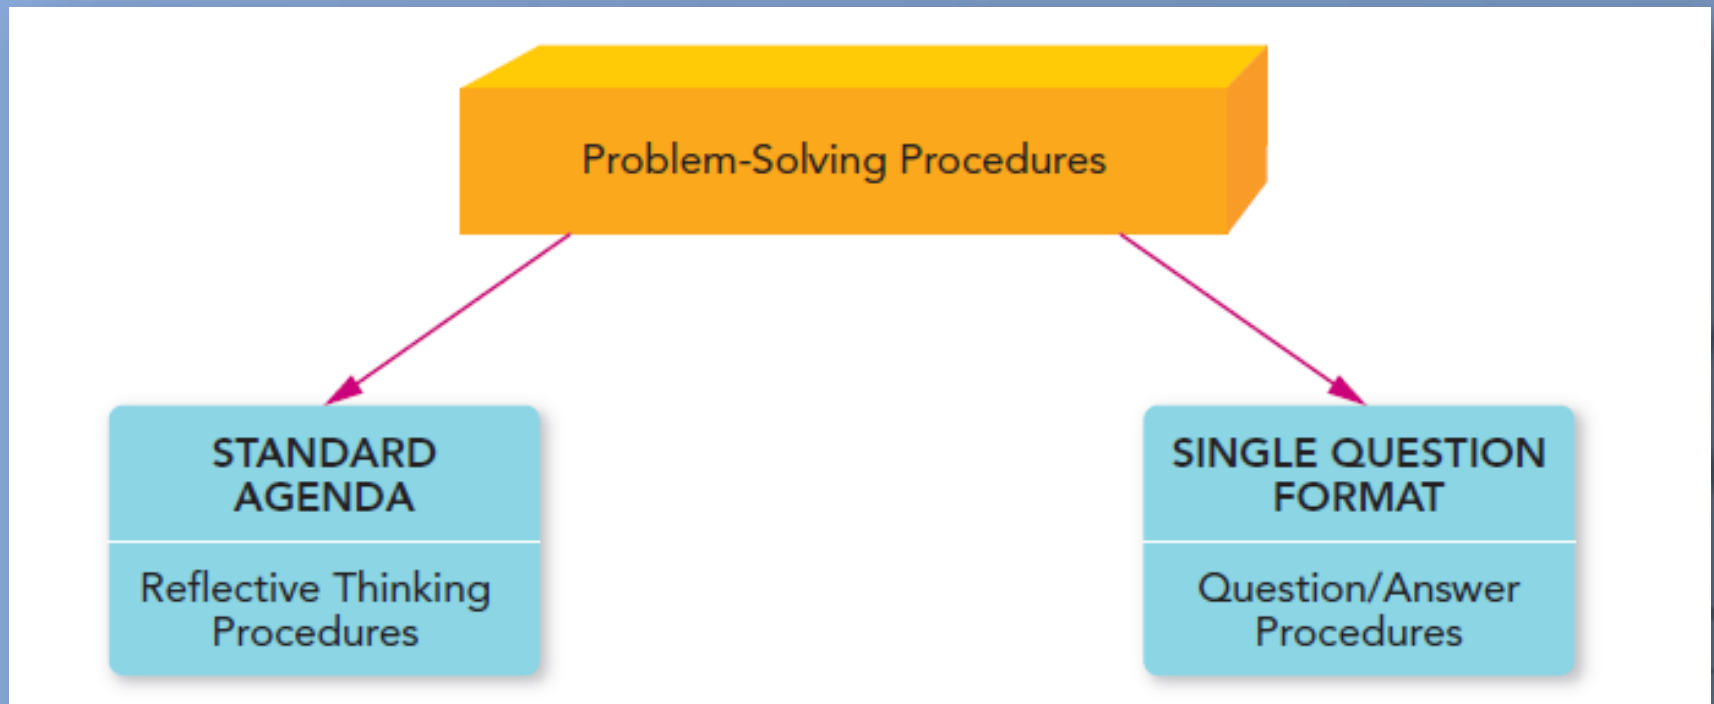 Problem-Solving Procedures
STANDARD
AGENDA
Reflective Thinking
Procedures
SINGLE QUESTION
FORMAT
Question/Answer
Procedures